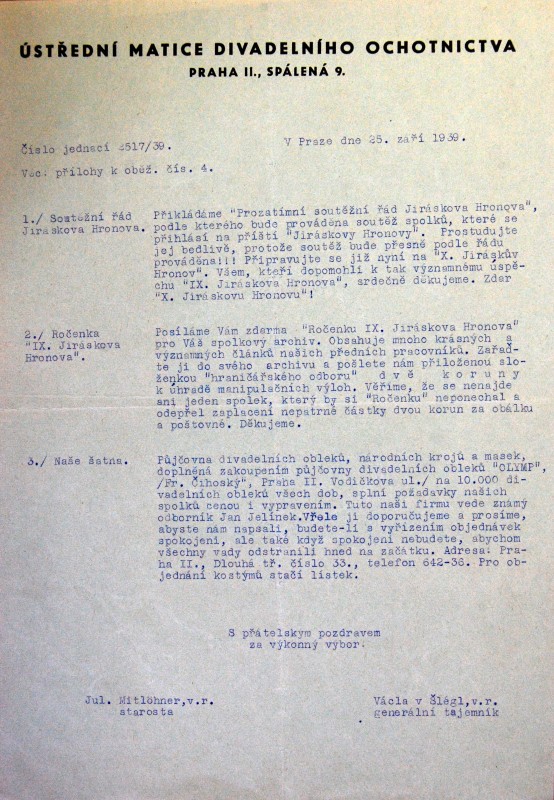 ÚSTŘEDNÍ MATICE DIVADELNÍHO OCHOTNICTVA
PRAHA II., SPÁLENÁ 9.
Číslo jednací 2517/39.
V Praze dne 25. září 1939.
Věc: přílohy k oběž. čís. 4.
1./ Soutěžní řád
Jiráskova Hronova.
Přikládáme "Prozatímní soutěžní řád Jiráskova Hronova",
podle kterého bude prováděna soutěž spolků, které se
přihlásí na příští "Jiráskovy Hronovy". Prostudujte
jej bedlivě, protože soutěž bude přesně podle řádu
prováděna!!! Připravujte se již nyní na "X. Jiráskův
Hronov". Všem, kteří dopomohli k tak významnému úspě-
chu "IX. Jiráskova Hronova", srdečně děkujeme. Zdar
"X. Jiráskovu Hronovu"!
2./ Ročenka
"IX. Jiráskova
Hronova".
Posíláme Vám zdarma "Ročenku IX. Jiráskova Hronova"
pro Váš spolkový archiv. Obsahuje mnoho krásných a
významných článků našich předních pracovníků. Zařaď-
te ji do svého archivu a pošlete nám přiloženou slo-
ženkou "hraničářského odboru" d v ě k o r u n y
k úhradě manipulačních výloh. Věříme, že se nenajde
ani jeden spolek, který by si "Ročenku" neponechal a
odepřel zaplacení nepatrné částky dvou korun za obálku
a poštovné. Děkujeme.
3./ Naše šatna.
Půjčovna divadelních obleků, národních krojů a masek,
doplněná zakoupením půjčovny divadelních obleků "OLYMP",
/Fr. Čihoský", Praha II. Vodičkova ul./ na 10.000 di-
vadelních obleků všech dob, splní požadavky našich
spolků cenou i vypravením. Tuto naši firmu vede známý
odborník Jan Jelínek.Vřele ji doporučujeme a prosíme,
abyste nám napsali, budete-li s vyřízením objednávek
spokojeni, ale také když spokojeni nebudete, abychom
všechny vady odstranili hned na začátku. Adresa: Pra-
ha II., Dlouhá tř. číslo 33., telefon 642-36. Pro ob-
jednání kostýmů stačí lístek.
S přátelským pozdravem
za výkonný výbor:
Jul. Mitlöhner,v.r.
starosta
Václa v Šlégl,v.r.
generální tajemník